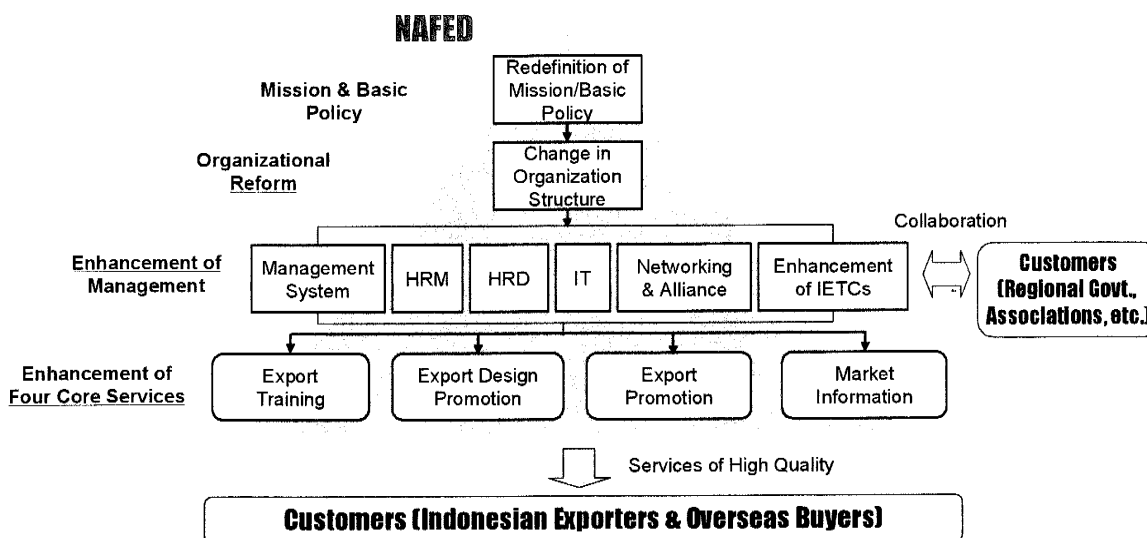 NAFED
Mission & Basic
Policy
Redefinition of
Mission/Basic
Policy
Organizational
Reform
Change in
Organization
Structure
Collaboration
Enhancement of
Management
Management
System
HRM
HRD
IT
Networking
& Alliance
Enhancement
of IETCs
Customers
(Regional Govt.,
Associations, etc.)
Enhancement of
Four Core Services
Export
Training
Export Design
Promotion
Export
Promotion
Market
Information
Services of High Quality
Customers (Indonesian Exporters & Overseas Buyers)